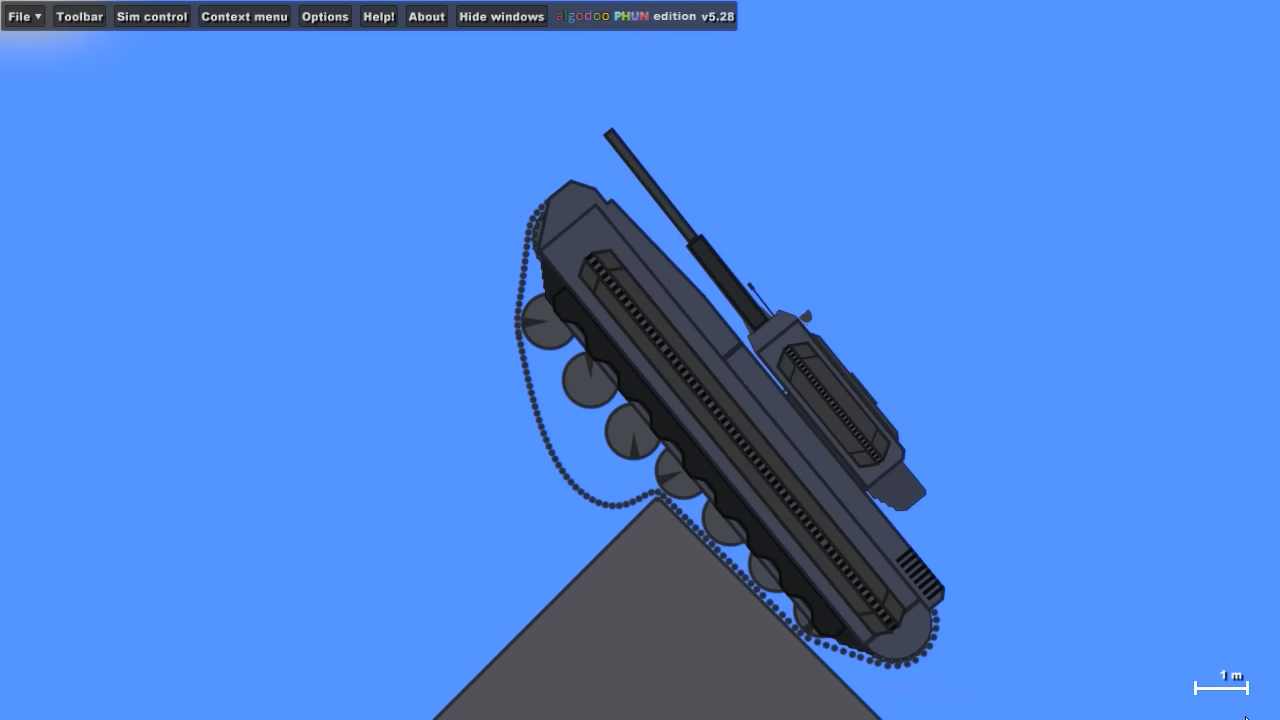 File ▼ Toolbar Sim control Context menu Options Help! About Hide windows algodoo PHUN edition v5.28
1 m